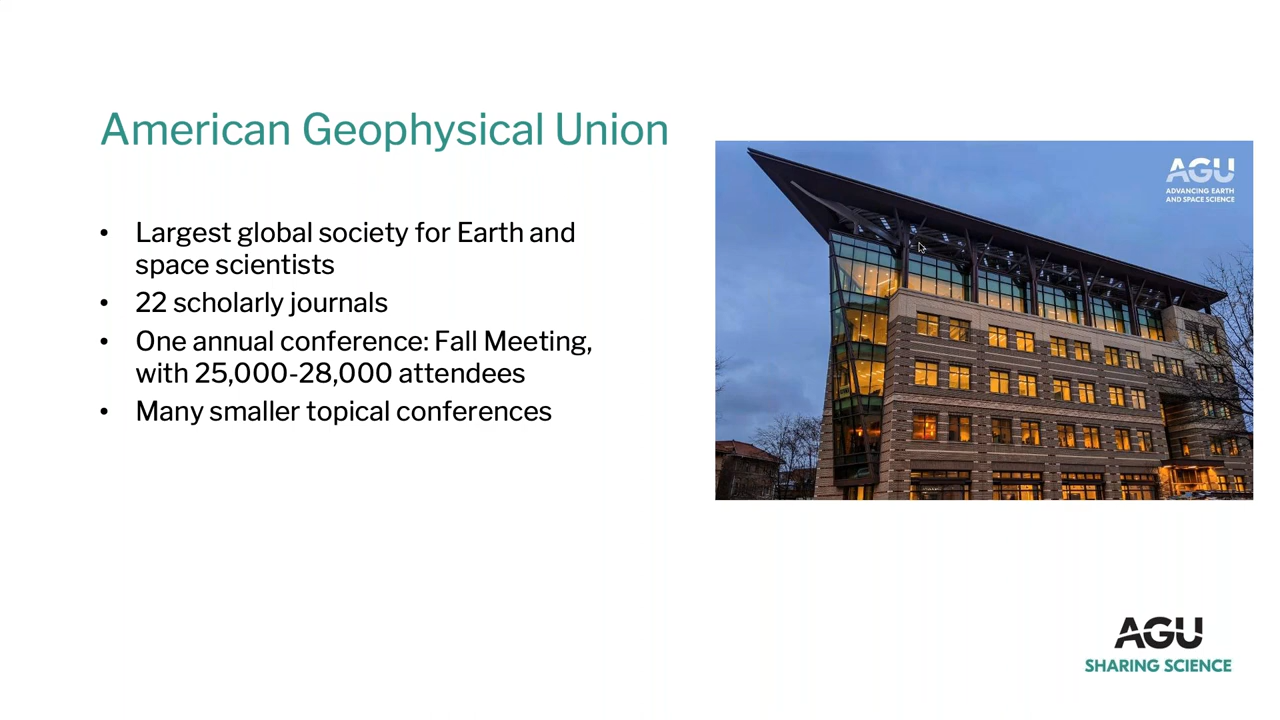 American Geophysical Union
• Largest global society for Earth and
space scientists
• 22 scholarly journals
• One annual conference: Fall Meeting,
with 25,000-28,000 attendees
• Many smaller topical conferences
AGU
ADVANCING EARTH
AND SPACE SCIENCE
AGU
SHARING SCIENCE